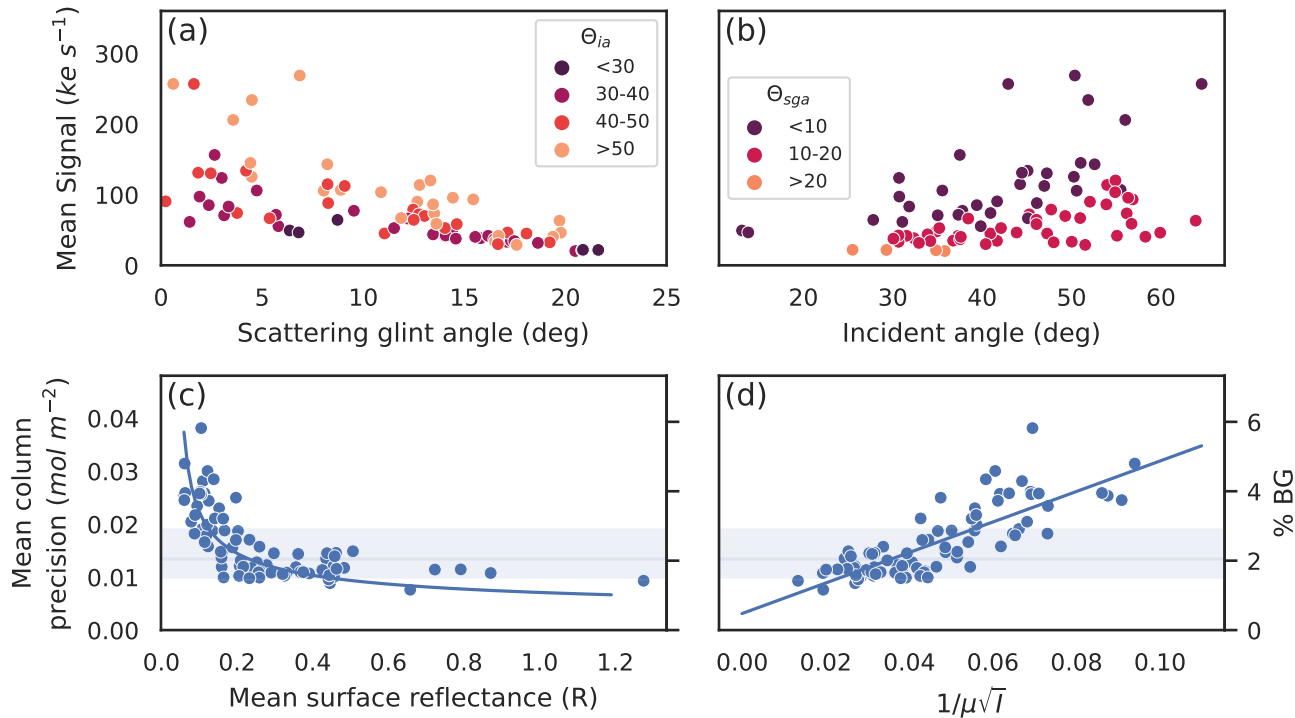 (a)
Θia
<30
30-40
40-50
>50
Mean Signal (ke s−1)
300
200
100
0
0 5 10 15 20 25
Scattering glint angle (deg)
(b)
Θsga
<10
10-20
>20
20 30 40 50 60
Incident angle (deg)
(c)
Mean column
precision (mol m−2)
0.04
0.03
0.02
0.01
0.00
0.0 0.2 0.4 0.6 0.8 1.0 1.2
Mean surface reflectance (R)
(d)
6
4
2
0
% BG
0.00 0.02 0.04 0.06 0.08 0.10
1/μ√I